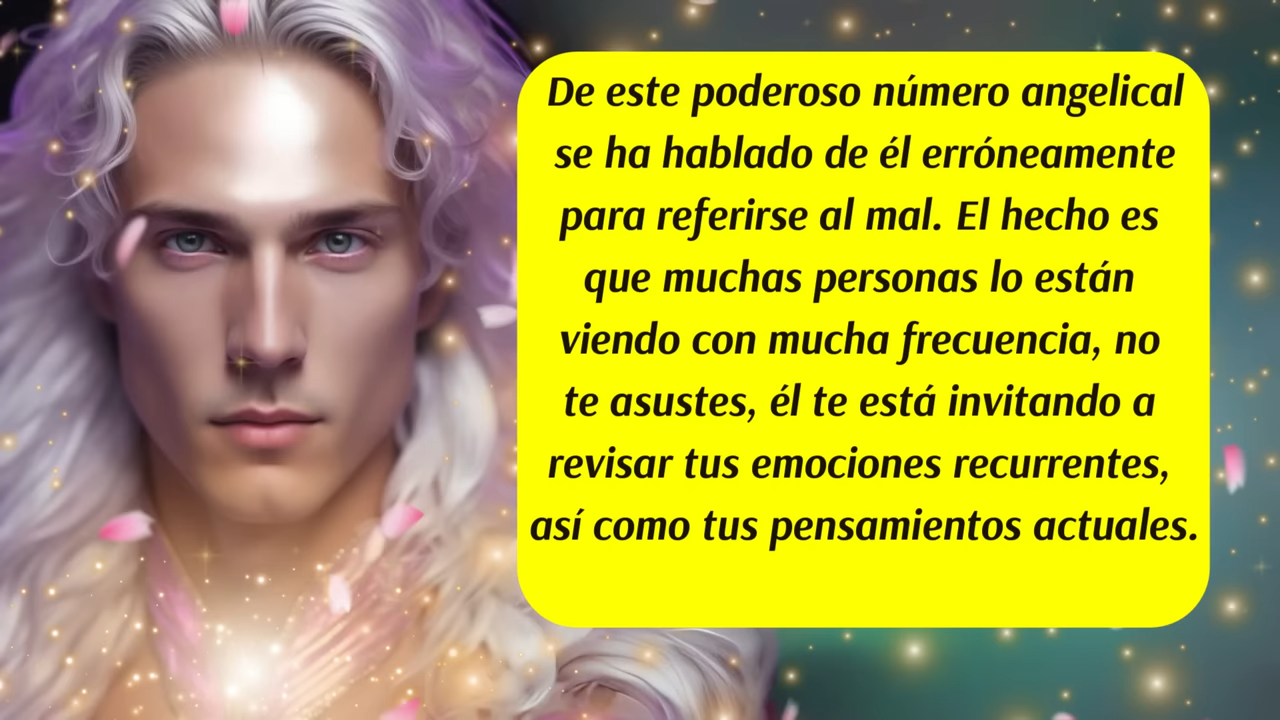 De este poderoso número angelical
se ha hablado de él erróneamente
para referirse al mal. El hecho es
que muchas personas lo están
viendo con mucha frecuencia, no
te asustes, él te está invitando a
revisar tus emociones recurrentes,
así como tus pensamientos actuales.